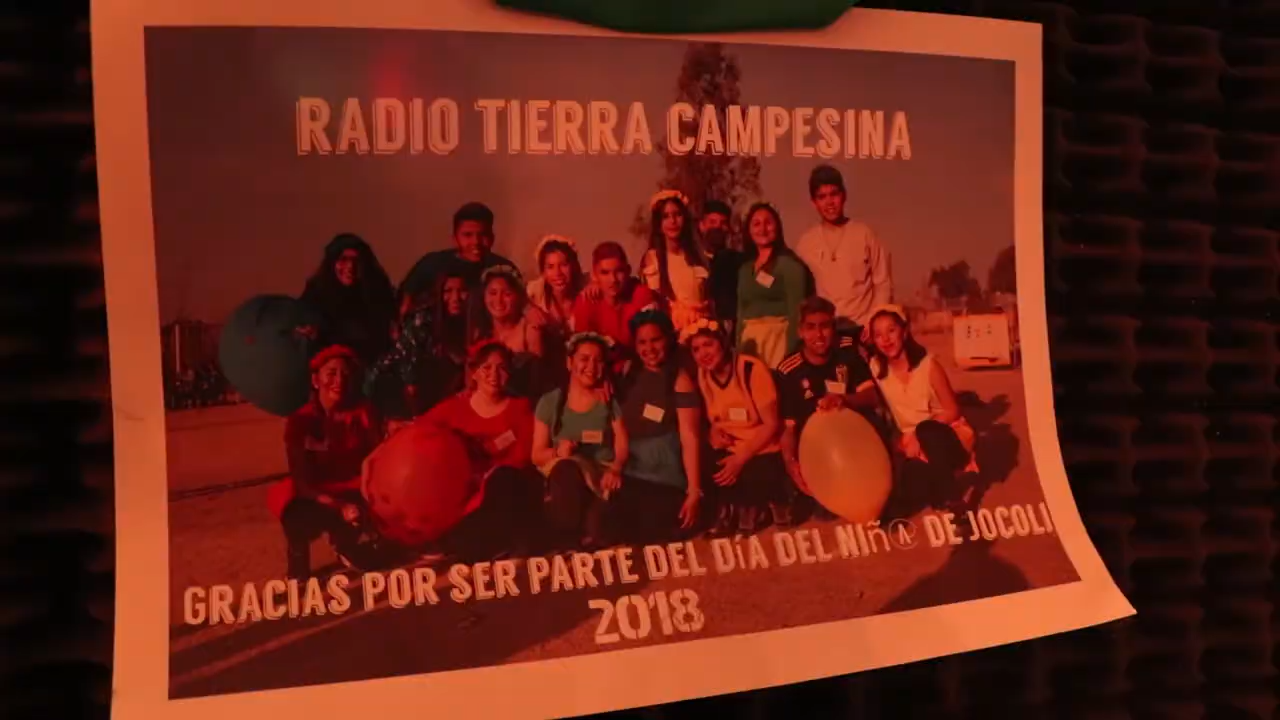 RADIO TIERRA CAMPESINA
GRACIAS POR SER PARTE DEL DíA DEL NIñ@ DE JOCOLI
2018